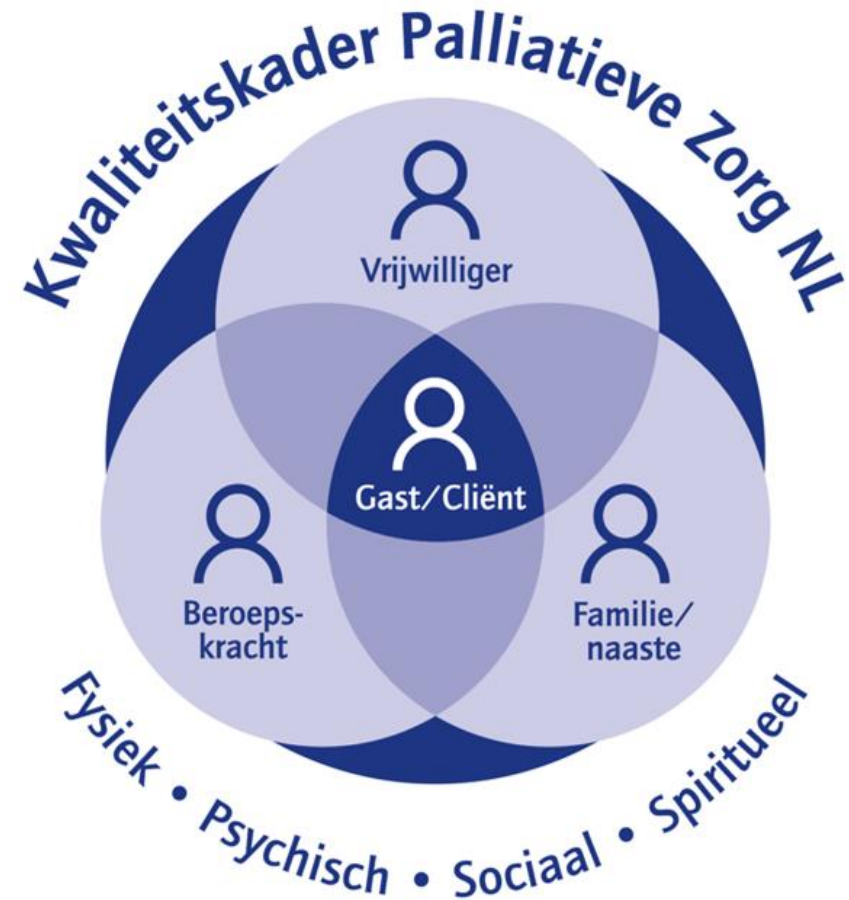 Kwaliteitskader Palliatieve Zorg NL
Vrijwilliger
Gast/Cliënt
Beroeps-
kracht
Familie/
naaste
Fysiek • Psychisch • Sociaal • Spiritueel